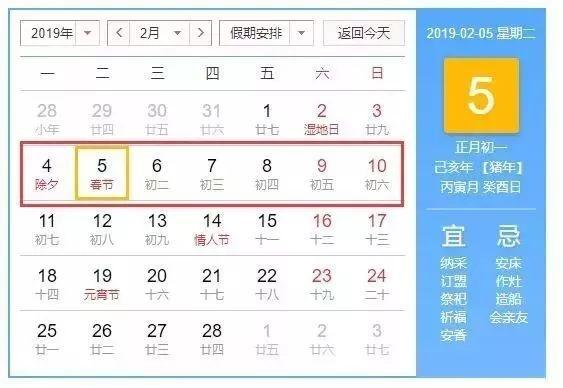 2019年 2月 假期安排 返回今天
一 二 三 四 五 六 日
28 29 30 31 1 2 3
小年 廿四 廿五 廿六 廿七 湿地日 廿九
4 5 6 7 8 9 10
除夕 春节 初二 初三 初四 初五 初六
11 12 13 14 15 16 17
初七 初八 初九 情人节 十一 十二 十三
18 19 20 21 22 23 24
十四 元宵节 十六 十七 十八 十九 二十
25 26 27 28 1 2 3
廿一 廿二 廿三 廿四 廿五 廿六 廿七
2019-02-05 星期二
5
正月初一
己亥年 【猪年】
丙寅月 癸酉日
宜 忌
纳采 安床
订盟 作灶
祭祀 造船
祈福 会亲友
安香